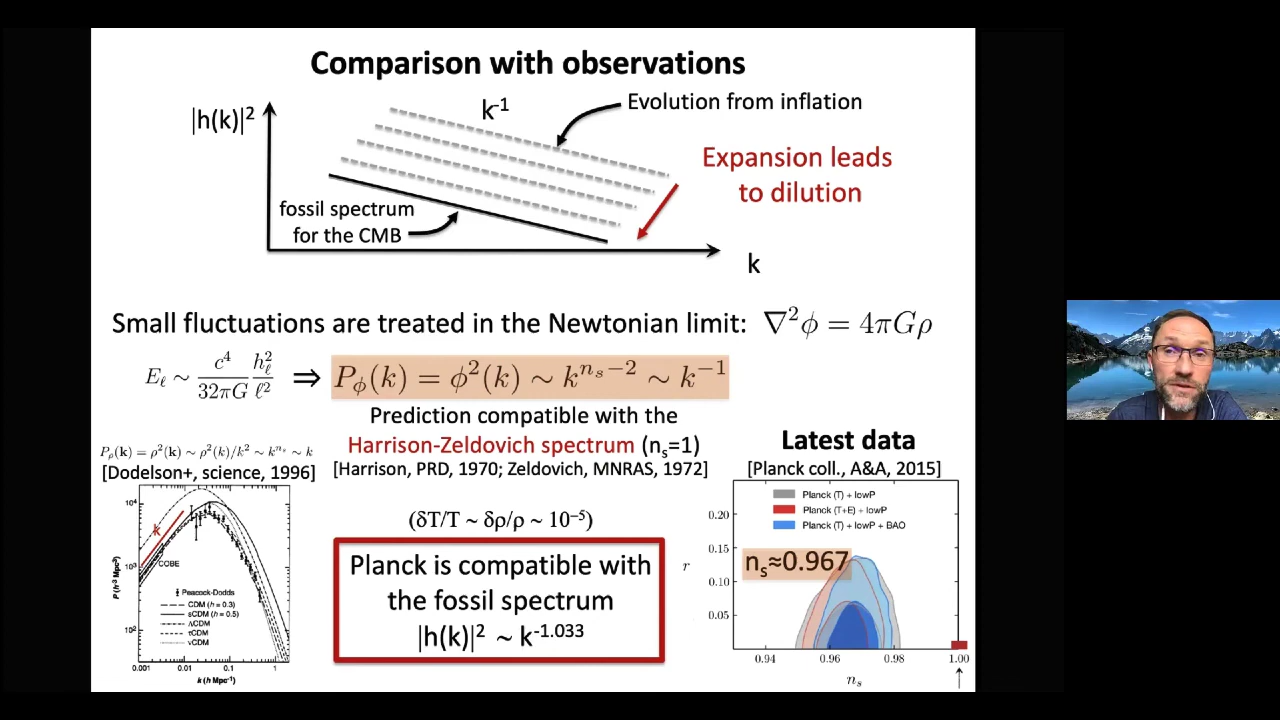 Comparison with observations
|h(k)|²
k⁻¹
Evolution from inflation
Expansion leads
to dilution
fossil spectrum
for the CMB
k
Small fluctuations are treated in the Newtonian limit: ∇²ϕ = 4πGρ
E_ℓ ∼ c⁴/32πG h_ℓ²/ℓ² ⇒ P_ϕ(k) = ϕ²(k) ∼ k^{n_s−2} ∼ k⁻¹
Prediction compatible with the
Harrison-Zeldovich spectrum (n_s=1)
[Harrison, PRD, 1970; Zeldovich, MNRAS, 1972]
P_ρ(k) = ρ²(k) ∼ ρ²(k)/k² ∼ k^{n_s} ∼ k
[Dodelson+, science, 1996]
10⁴
10³
10²
P (h⁻³ Mpc³)
k
COBE
Peacock-Dodds
CDM (h = 0.3)
sCDM (h = 0.5)
ΛCDM
τCDM
νCDM
0.001 0.01 0.1 1
k (h Mpc⁻¹)
(δT/T ~ δρ/ρ ~ 10⁻⁵)
Planck is compatible with
the fossil spectrum
|h(k)|² ~ k^{-1.033}
Latest data
[Planck coll., A&A, 2015]
Planck (T) + lowP
Planck (T+E) + lowP
Planck (T) + lowP + BAO
n_s≈0.967
0.20
0.15
0.10
0.05
r
0.94 0.96 0.98 1.00
n_s